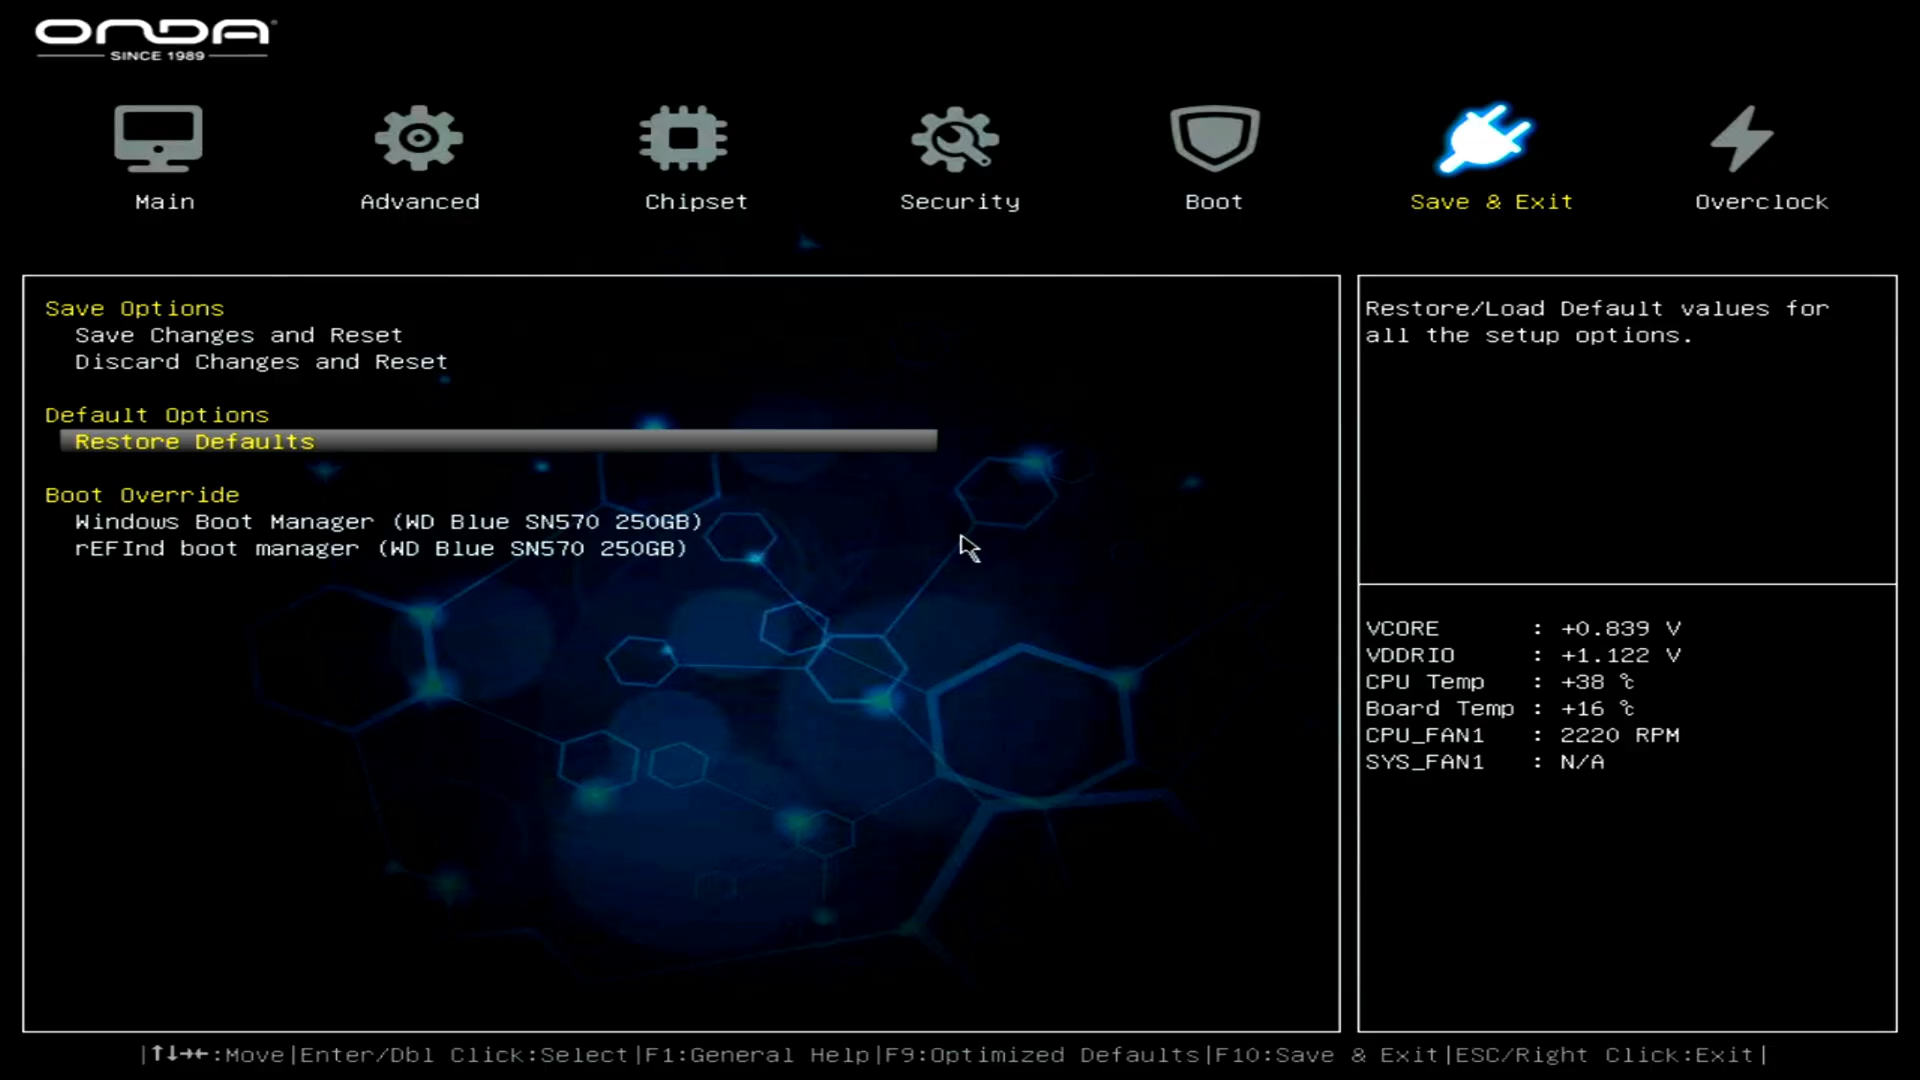 ONDA
SINCE 1989
Main
Advanced
Chipset
Security
Boot
Save & Exit
Overclock
Save Options
Save Changes and Reset
Discard Changes and Reset
Default Options
Restore Defaults
Boot Override
Windows Boot Manager (WD Blue SN570 250GB)
rEFInd boot manager (WD Blue SN570 250GB)
Restore/Load Default values for
all the setup options.
VCORE : +0.839 V
VDDRIO : +1.122 V
CPU Temp : +38 ℃
Board Temp : +16 ℃
CPU_FAN1 : 2220 RPM
SYS_FAN1 : N/A
|↑↓→←:Move|Enter/Dbl Click:Select|F1:General Help|F9:Optimized Defaults|F10:Save & Exit|ESC/Right Click:Exit|